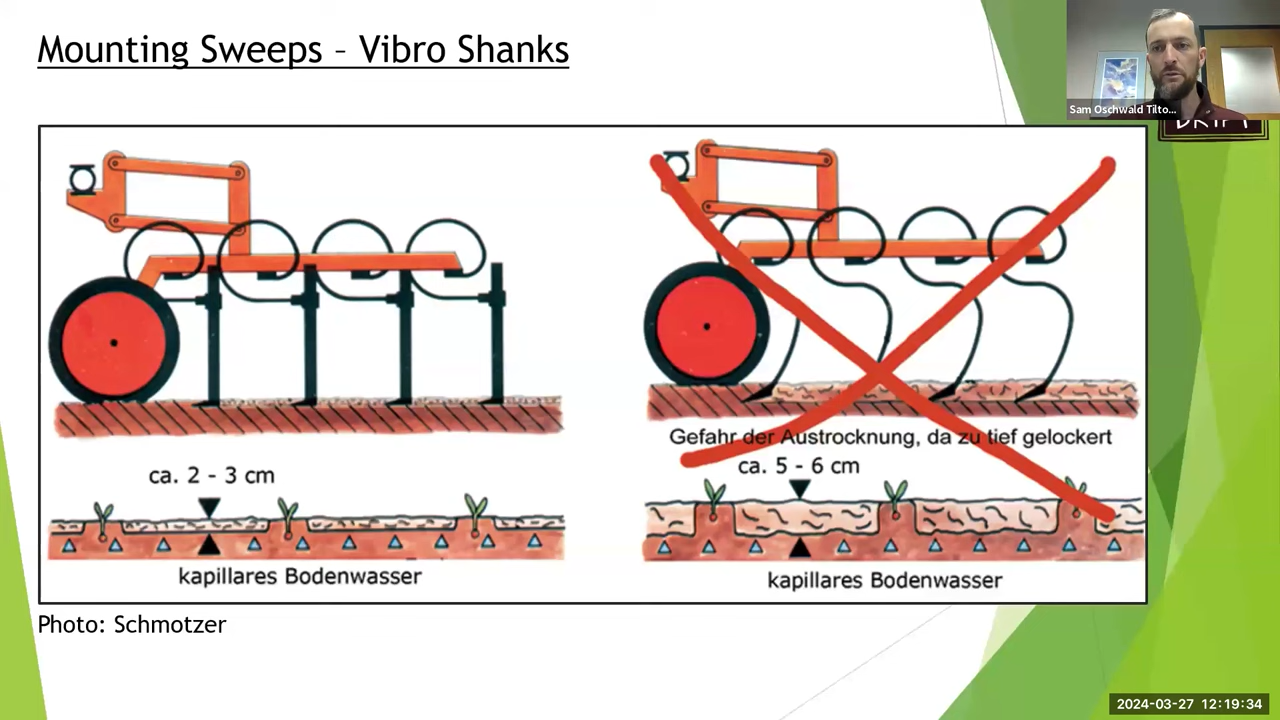 Mounting Sweeps – Vibro Shanks
Sam Oschwald Tilto...
DRIFT
ca. 2 - 3 cm
kapillares Bodenwasser
Gefahr der Austrocknung, da zu tief gelockert
ca. 5 - 6 cm
kapillares Bodenwasser
Photo: Schmotzer
2024-03-27 12:19:34